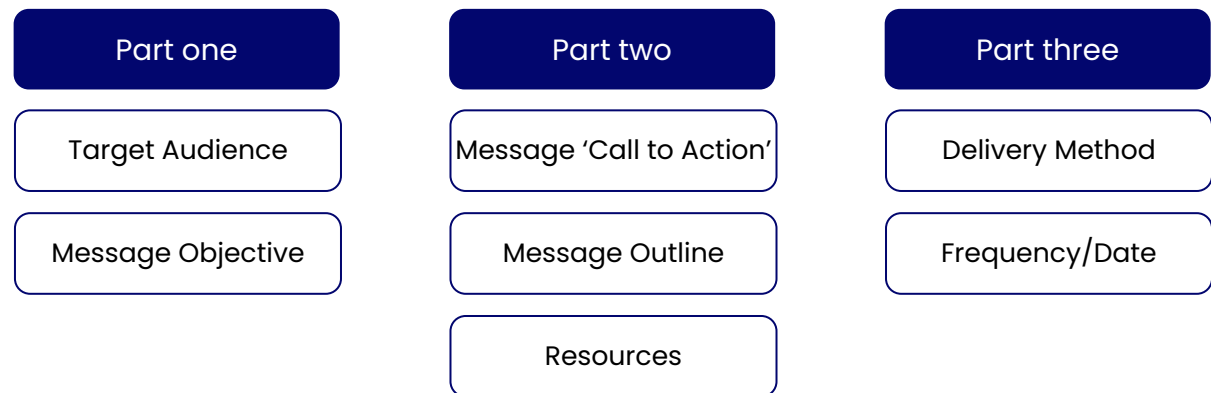 Part one
Target Audience
Message Objective
Part two
Message ‘Call to Action’
Message Outline
Resources
Part three
Delivery Method
Frequency/Date